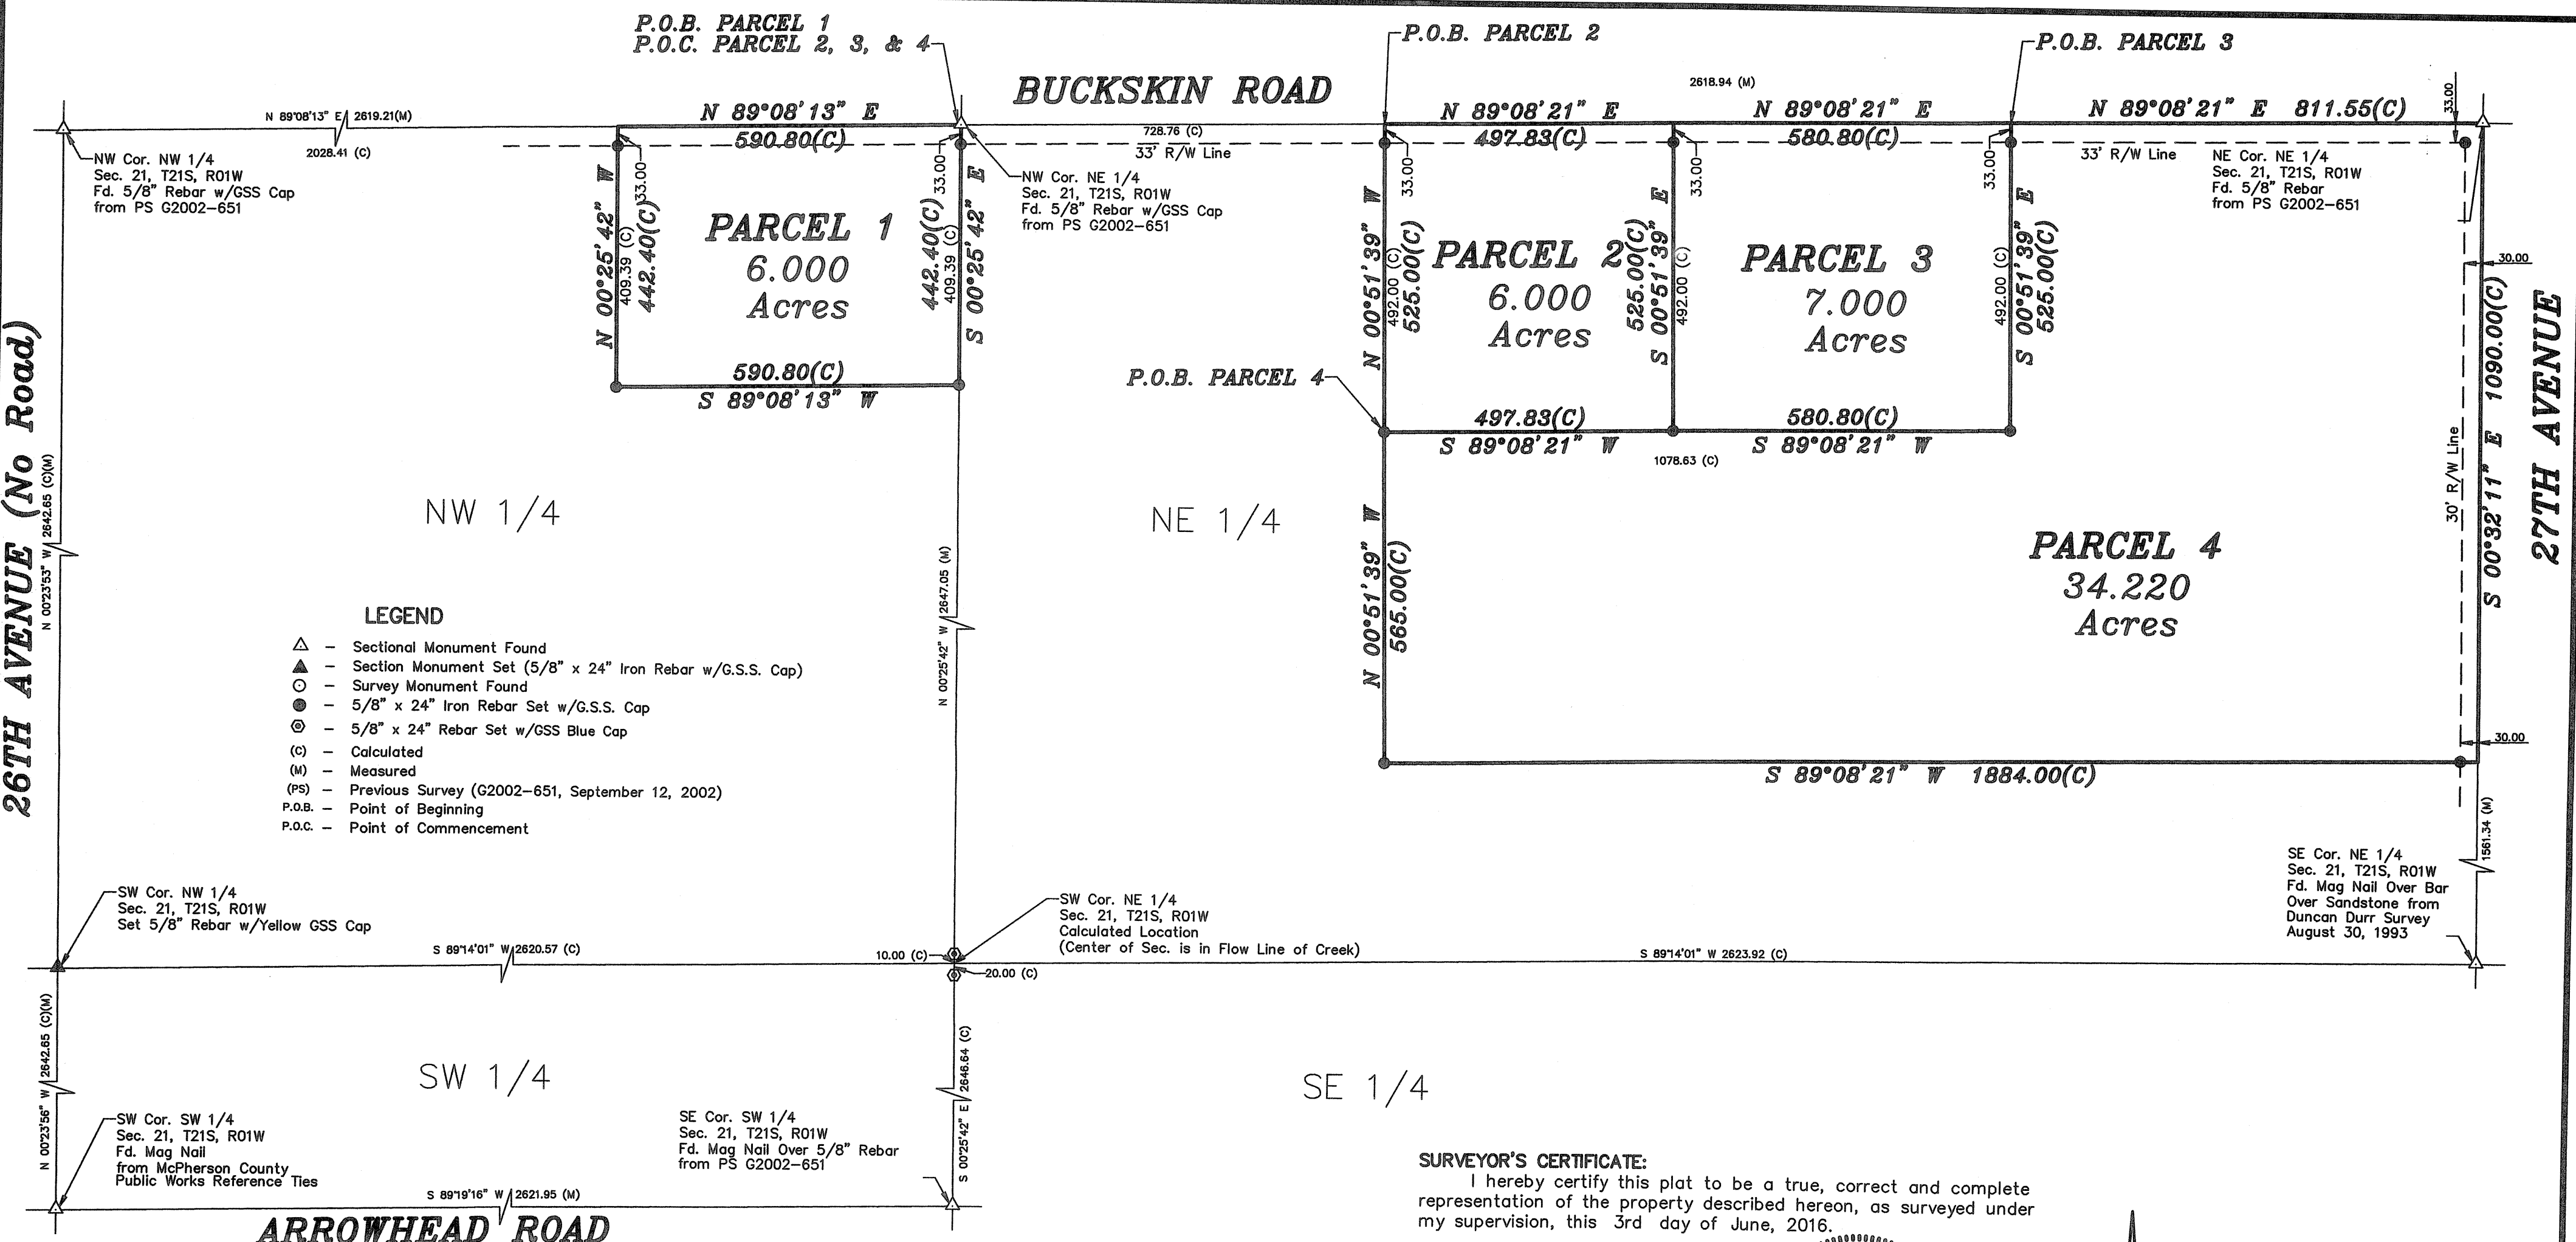 P.O.B. PARCEL 1
P.O.C. PARCEL 2, 3, & 4
P.O.B. PARCEL 2
P.O.B. PARCEL 3
BUCKSKIN ROAD
2618.94 (M)
33.00
N 89°08'13" E 2619.21(M)
2028.41 (C)
N 89°08'13" E
590.80(C)
728.76 (C)
33' R/W Line
N 89°08'21" E
497.83(C)
N 89°08'21" E
580.80(C)
N 89°08'21" E 811.55(C)
33' R/W Line
NW Cor. NW 1/4
Sec. 21, T21S, R01W
Fd. 5/8" Rebar w/GSS Cap
from PS G2002-651
NW Cor. NE 1/4
Sec. 21, T21S, R01W
Fd. 5/8" Rebar w/GSS Cap
from PS G2002-651
NE Cor. NE 1/4
Sec. 21, T21S, R01W
Fd. 5/8" Rebar
from PS G2002-651
N 00°25'42" W
409.39 (C)
442.40(C)
33.00
PARCEL 1
6.000
Acres
442.40(C)
33.00
409.39 (C)
S 00°25'42" E
590.80(C)
S 89°08'13" W
N 00°51'39" W
492.00 (C)
525.00(C)
33.00
PARCEL 2
6.000
Acres
525.00(C)
S 00°51'39" E
492.00 (C)
33.00
PARCEL 3
7.000
Acres
492.00 (C)
33.00
S 00°51'39" E
525.00(C)
30.00
P.O.B. PARCEL 4
497.83(C)
S 89°08'21" W
580.80(C)
S 89°08'21" W
1078.63 (C)
26TH AVENUE (No Road)
N 00°23'53" W 2642.65 (C)(M)
NW 1/4
N 00°25'42" W 2647.05 (M)
NE 1/4
N 00°51'39" W
565.00(C)
PARCEL 4
34.220
Acres
30' R/W Line
S 00°32'11" E 1090.00(C)
27TH AVENUE
30.00
S 89°08'21" W 1884.00(C)
LEGEND
– Sectional Monument Found
– Section Monument Set (5/8" x 24" Iron Rebar w/G.S.S. Cap)
– Survey Monument Found
– 5/8" x 24" Iron Rebar Set w/G.S.S. Cap
– 5/8" x 24" Rebar Set w/GSS Blue Cap
(C) – Calculated
(M) – Measured
(PS) – Previous Survey (G2002-651, September 12, 2002)
P.O.B. – Point of Beginning
P.O.C. – Point of Commencement
1561.34 (M)
SE Cor. NE 1/4
Sec. 21, T21S, R01W
Fd. Mag Nail Over Bar
Over Sandstone from
Duncan Durr Survey
August 30, 1993
SW Cor. NW 1/4
Sec. 21, T21S, R01W
Set 5/8" Rebar w/Yellow GSS Cap
SW Cor. NE 1/4
Sec. 21, T21S, R01W
Calculated Location
(Center of Sec. is in Flow Line of Creek)
S 89°14'01" W 2620.57 (C)
10.00 (C)
20.00 (C)
S 89°14'01" W 2623.92 (C)
N 00°23'56" W 2642.65 (C)(M)
SW 1/4
S 00°25'42" E 2646.64 (C)
SE 1/4
SW Cor. SW 1/4
Sec. 21, T21S, R01W
Fd. Mag Nail
from McPherson County
Public Works Reference Ties
SE Cor. SW 1/4
Sec. 21, T21S, R01W
Fd. Mag Nail Over 5/8" Rebar
from PS G2002-651
S 89°19'16" W 2621.95 (M)
ARROWHEAD ROAD
SURVEYOR'S CERTIFICATE:
I hereby certify this plat to be a true, correct and complete
representation of the property described hereon, as surveyed under
my supervision, this 3rd day of June, 2016.